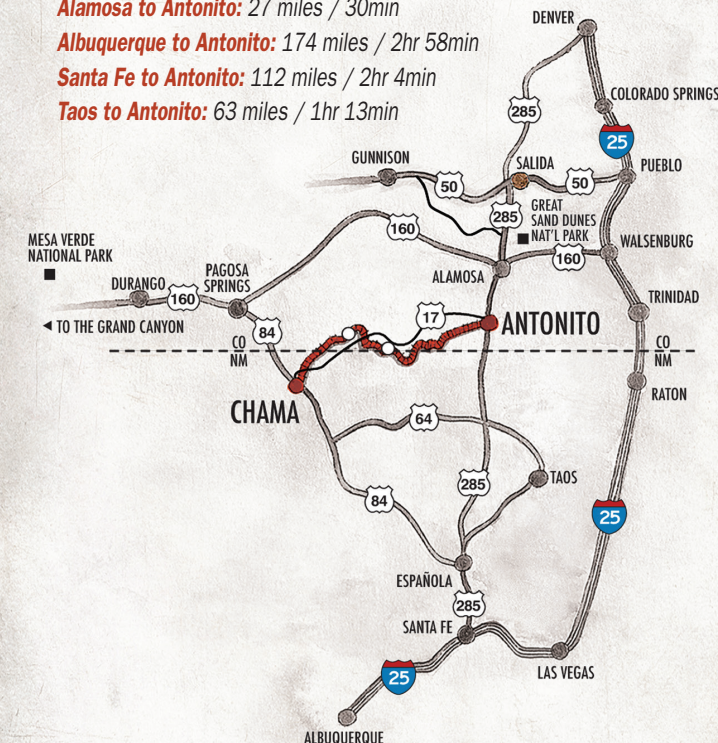 Alamosa to Antonito: 27 miles / 30min
Albuquerque to Antonito: 174 miles / 2hr 58min
Santa Fe to Antonito: 112 miles / 2hr 4min
Taos to Antonito: 63 miles / 1hr 13min
DENVER
285
COLORADO SPRINGS
25
GUNNISON
SALIDA
PUEBLO
50
50
285
GREAT
SAND DUNES
NAT'L PARK
160
WALSENBURG
160
ALAMOSA
MESA VERDE
NATIONAL PARK
DURANGO
160
PAGOSA
SPRINGS
TRINIDAD
TO THE GRAND CANYON
84
17
ANTONITO
CO
NM
CO
NM
CHAMA
RATON
64
TAOS
285
84
25
ESPAÑOLA
285
SANTA FE
LAS VEGAS
25
ALBUQUERQUE